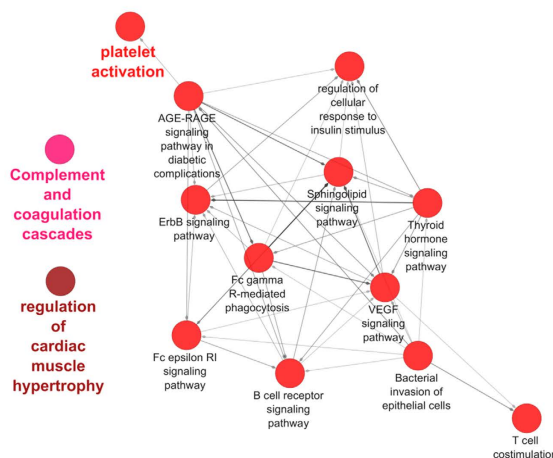 platelet
activation
regulation of
cellular
response to
insulin stimulus
AGE-RAGE
signaling
pathway in
diabetic
complications
Complement
and
coagulation
cascades
Sphingolipid
signaling
pathway
ErbB signaling
pathway
Thyroid
hormone
signaling
pathway
Fc gamma
R-mediated
phagocytosis
regulation
of
cardiac
muscle
hypertrophy
VEGF
signaling
pathway
Fc epsilon RI
signaling
pathway
B cell receptor
signaling
pathway
Bacterial
invasion of
epithelial cells
T cell
costimulation